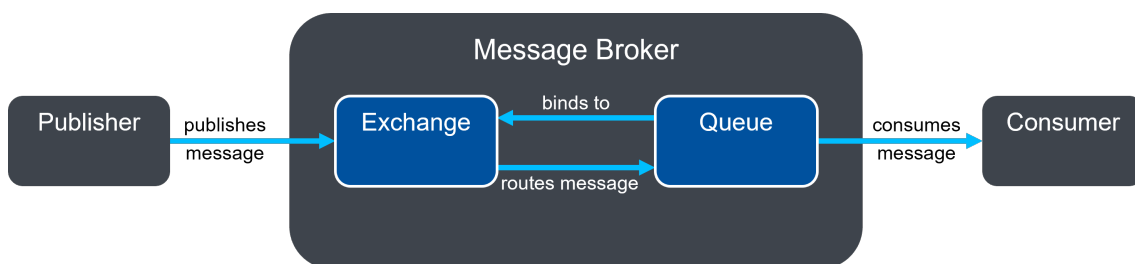 Message Broker
Publisher
publishes
message
Exchange
binds to
routes message
Queue
consumes
message
Consumer